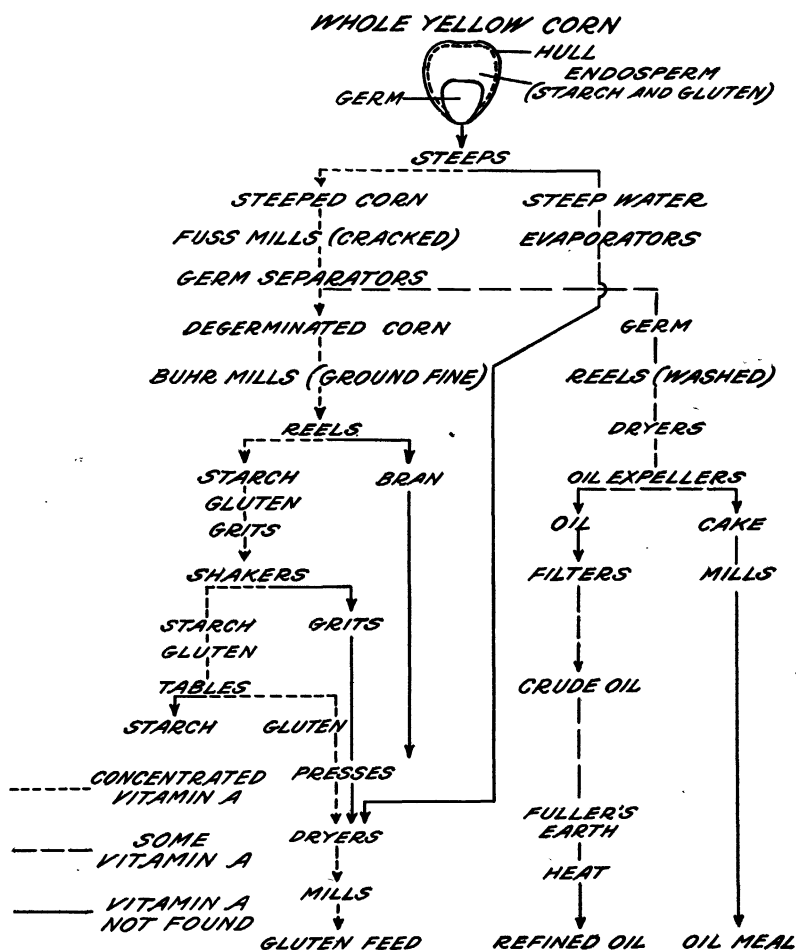 WHOLE YELLOW CORN
HULL
ENDOSPERM
(STARCH AND GLUTEN)
GERM
STEEPS
STEEPED CORN
STEEP WATER
FUSS MILLS (CRACKED)
EVAPORATORS
GERM SEPARATORS
DEGERMINATED CORN
GERM
BUHR MILLS (GROUND FINE)
REELS (WASHED)
REELS
DRYERS
STARCH
BRAN
OIL EXPELLERS
GLUTEN
GRITS
OIL
CAKE
SHAKERS
FILTERS
MILLS
STARCH
GRITS
GLUTEN
TABLES
CRUDE OIL
STARCH
GLUTEN
PRESSES
CONCENTRATED
VITAMIN A
FULLER'S
EARTH
DRYERS
SOME
VITAMIN A
HEAT
MILLS
VITAMIN A
NOT FOUND
GLUTEN FEED
REFINED OIL
OIL MEAL